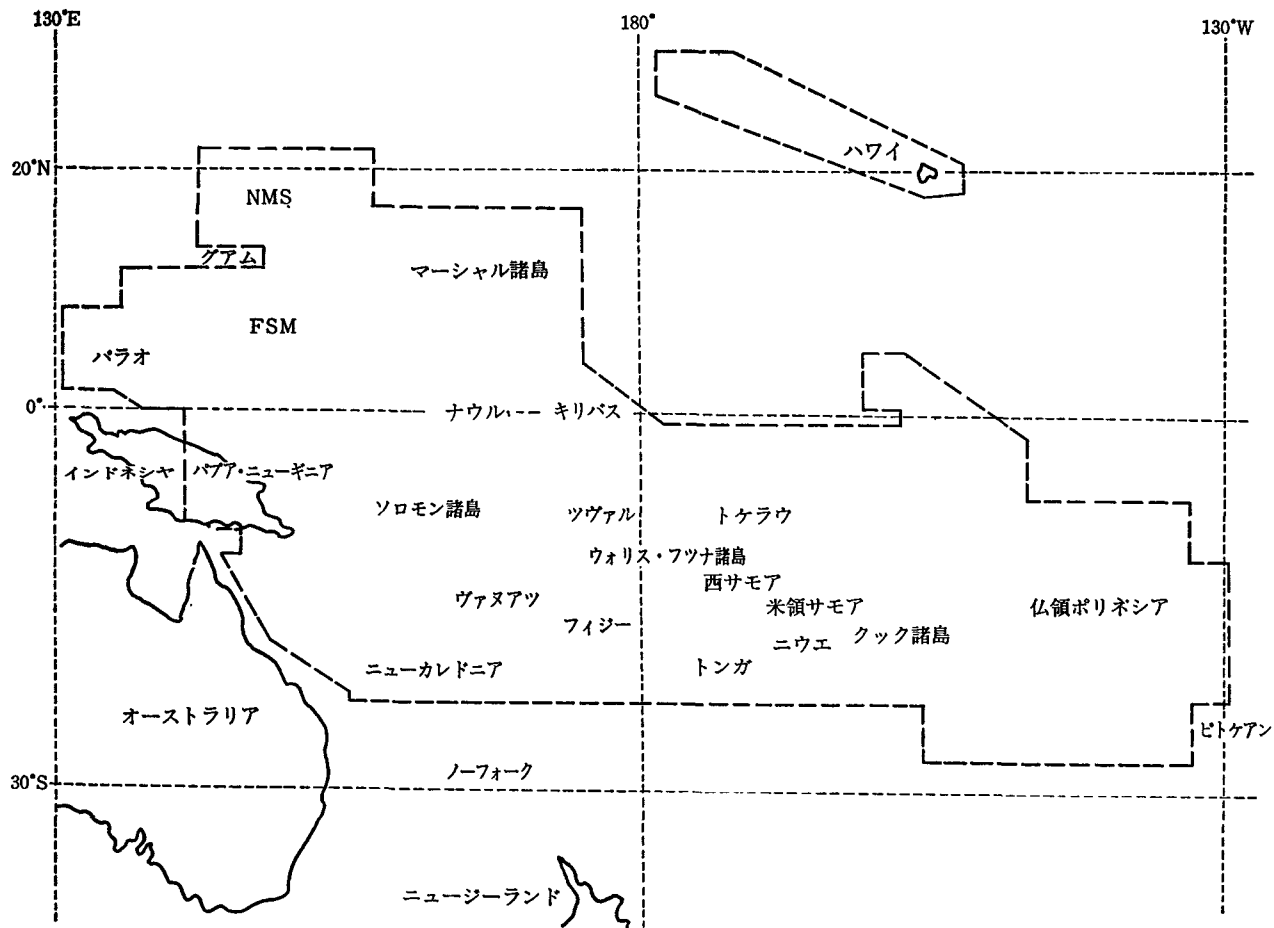 130°E
180°
130°W
ハワイ
20°N
NMS
グアム
マーシャル諸島
FSM
パラオ
0°
ナウル
キリバス
インドネシヤ
パプア・ニューギニア
ソロモン諸島
ツヴァル
トケラウ
ウォリス・フツナ諸島
西サモア
ヴァヌアツ
米領サモア
仏領ポリネシア
フィジー
クック諸島
ニウエ
ニューカレドニア
トンガ
オーストラリア
ピトケアン
ノーフォーク
30°S
ニュージーランド